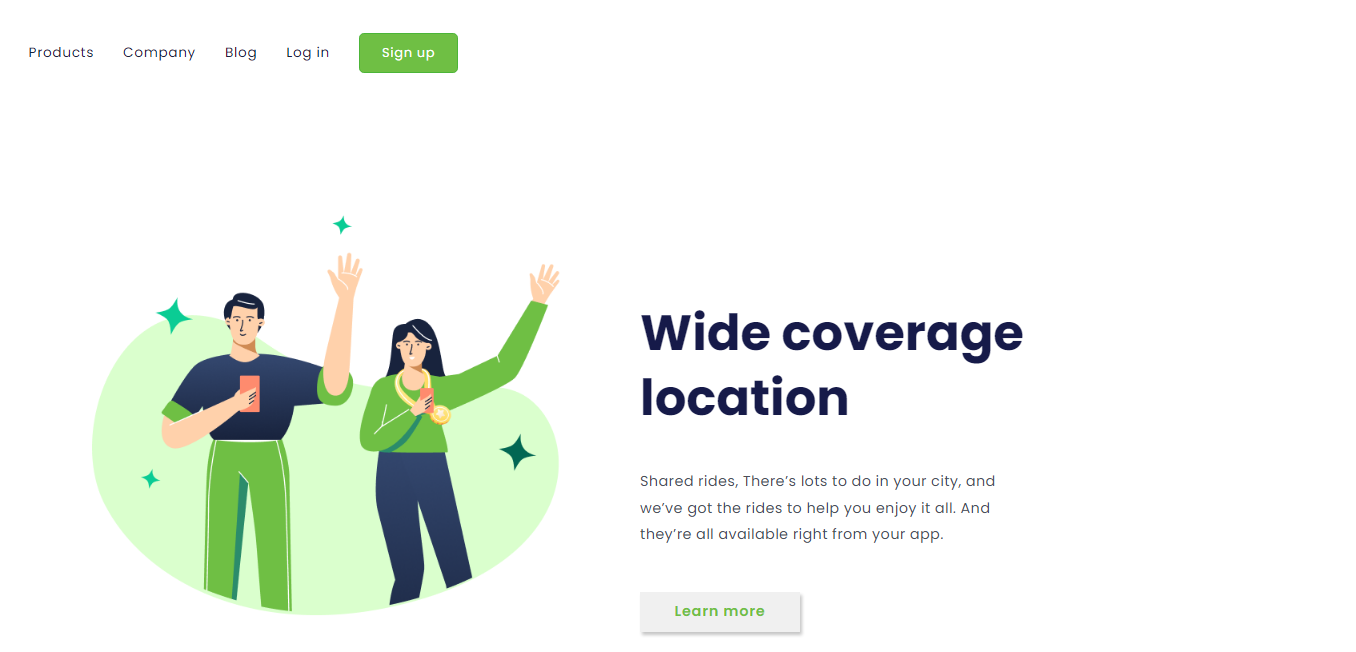 Products Company Blog Log in Sign up
Wide coverage
location
Shared rides, There’s lots to do in your city, and
we’ve got the rides to help you enjoy it all. And
they’re all available right from your app.
Learn more